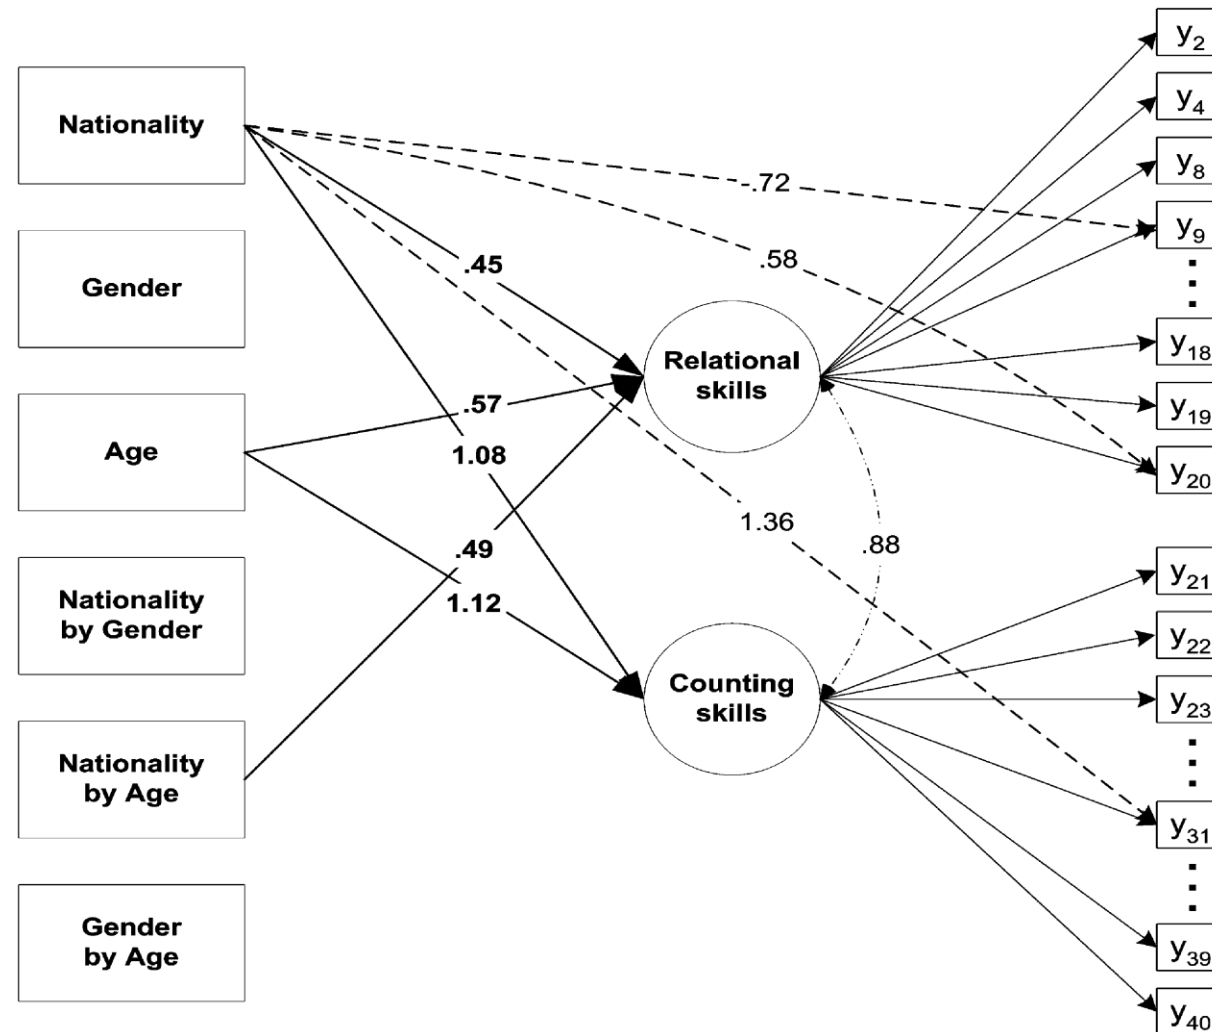 Nationality
Gender
Age
Nationality
by Gender
Nationality
by Age
Gender
by Age
-.72
.58
.45
.57
1.08
.49
1.12
1.36
.88
Relational
skills
Counting
skills
y2
y4
y8
y9
y18
y19
y20
y21
y22
y23
y31
y39
y40